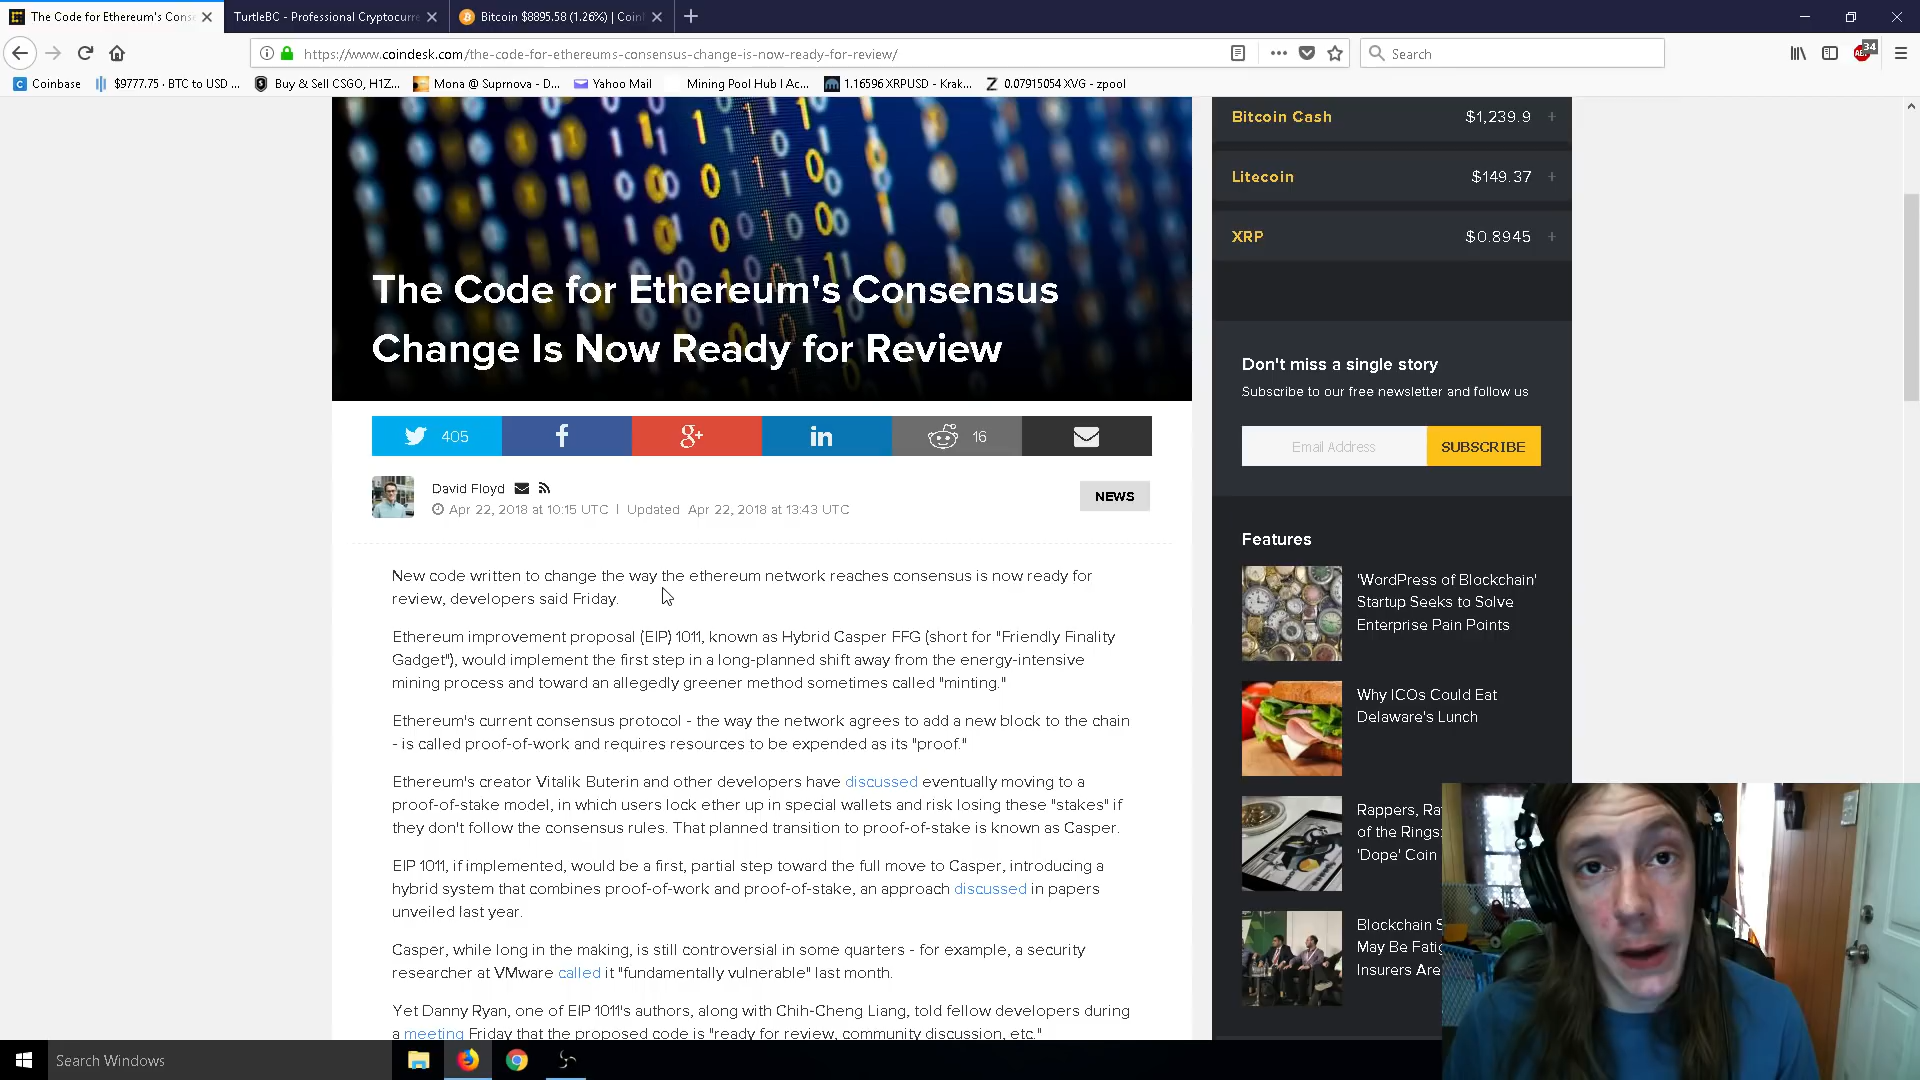 The Code for Ethereum's Cons
TurtleBC - Professional Cryptocurre
Bitcoin $8895.58 (1.26%) | Coin
https://www.coindesk.com/the-code-for-ethereums-consensus-change-is-now-ready-for-review/
Search
34
Coinbase
$9777.75 · BTC to USD ...
Buy & Sell CSGO, H1Z...
Mona @ Suprnova - D...
Yahoo Mail
Mining Pool Hub | Ac...
1.16596 XRPUSD - Krak...
0.07915054 XVG - zpool
The Code for Ethereum's Consensus
Change Is Now Ready for Review
405
16
David Floyd
Apr 22, 2018 at 10:15 UTC | Updated Apr 22, 2018 at 13:43 UTC
NEWS
New code written to change the way the ethereum network reaches consensus is now ready for
review, developers said Friday.
Ethereum improvement proposal (EIP) 1011, known as Hybrid Casper FFG (short for "Friendly Finality
Gadget"), would implement the first step in a long-planned shift away from the energy-intensive
mining process and toward an allegedly greener method sometimes called "minting."
Ethereum's current consensus protocol - the way the network agrees to add a new block to the chain
- is called proof-of-work and requires resources to be expended as its "proof."
Ethereum's creator Vitalik Buterin and other developers have discussed eventually moving to a
proof-of-stake model, in which users lock ether up in special wallets and risk losing these "stakes" if
they don't follow the consensus rules. That planned transition to proof-of-stake is known as Casper.
EIP 1011, if implemented, would be a first, partial step toward the full move to Casper, introducing a
hybrid system that combines proof-of-work and proof-of-stake, an approach discussed in papers
unveiled last year.
Casper, while long in the making, is still controversial in some quarters - for example, a security
researcher at VMware called it "fundamentally vulnerable" last month.
Yet Danny Ryan, one of EIP 1011's authors, along with Chih-Cheng Liang, told fellow developers during
a meeting Friday that the proposed code is "ready for review, community discussion, etc."
Bitcoin Cash $1,239.9 +
Litecoin $149.37 +
XRP $0.8945 +
Don't miss a single story
Subscribe to our free newsletter and follow us
Email Address
SUBSCRIBE
Features
'WordPress of Blockchain'
Startup Seeks to Solve
Enterprise Pain Points
Why ICOs Could Eat
Delaware's Lunch
Rappers, Ra
of the Rings:
'Dope' Coin
Blockchain S
May Be Fatig
Insurers Are
Search Windows